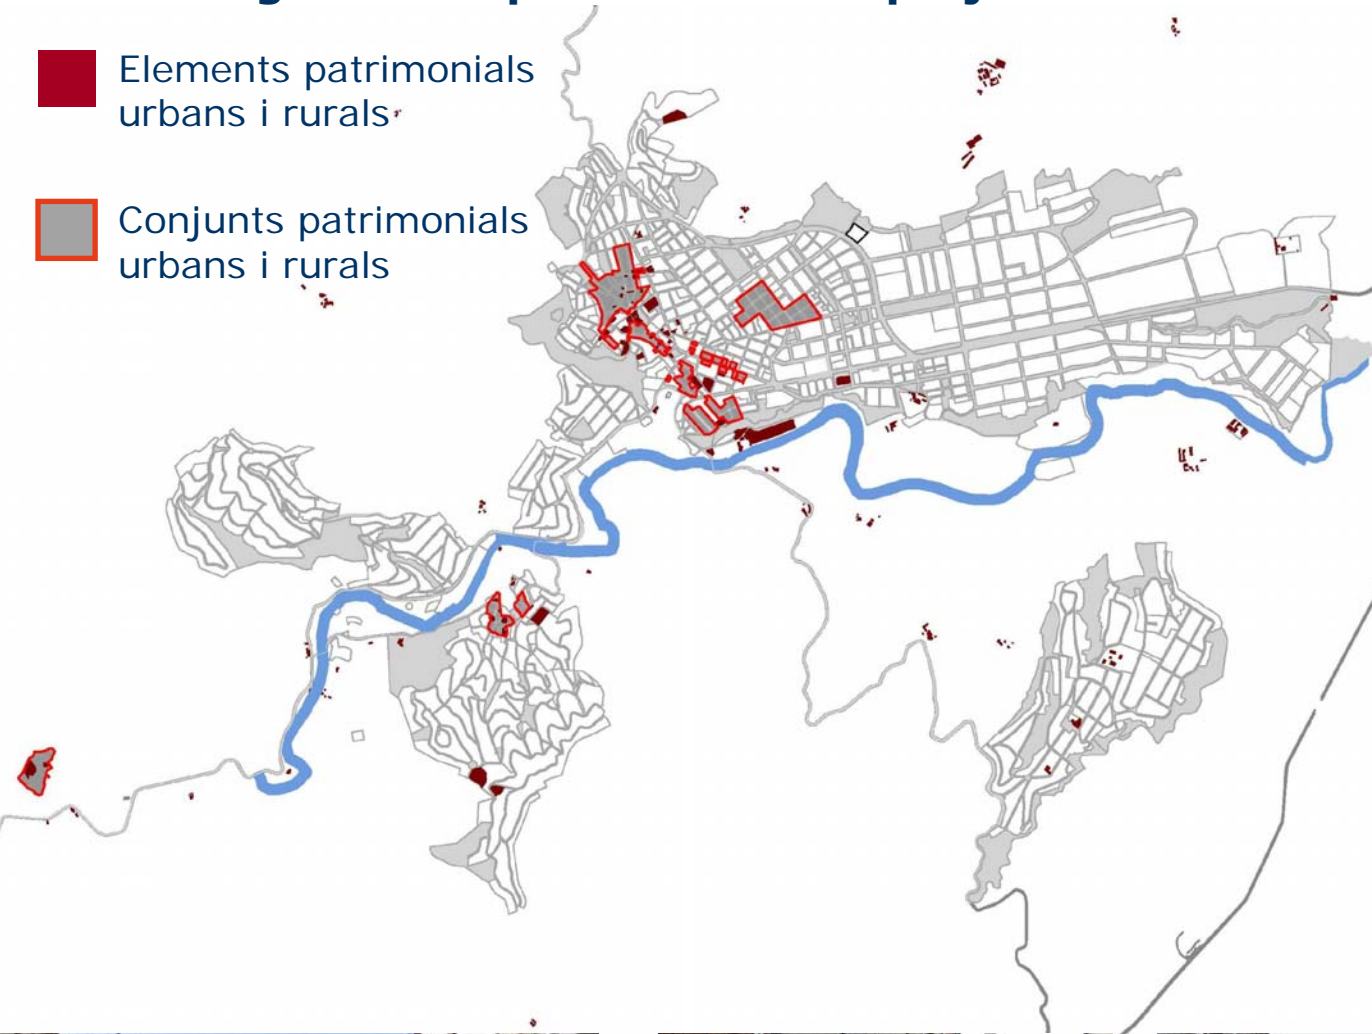 Elements patrimonials
urbans i rurals
Conjunts patrimonials
urbans i rurals